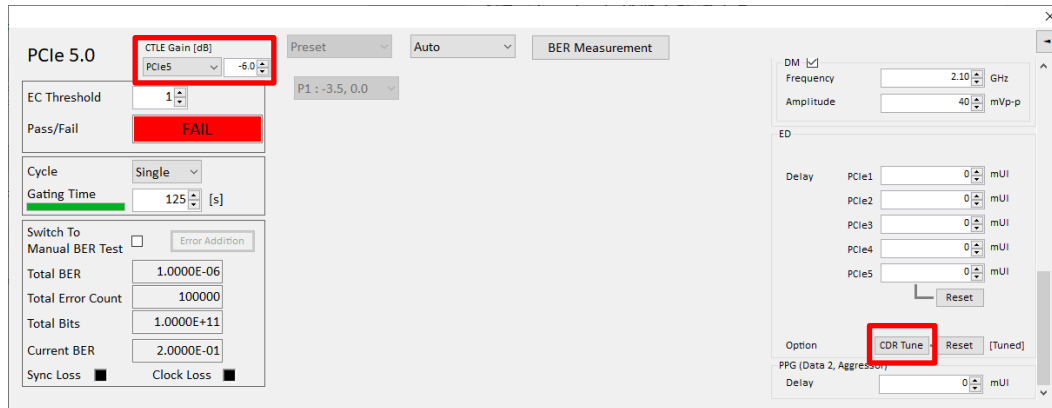 PCIe 5.0
CTLE Gain [dB]
PCIe5 -6.0
Preset
Auto
BER Measurement
P1 : -3.5, 0.0
EC Threshold 1
Pass/Fail FAIL
Cycle Single
Gating Time 125 [s]
Switch To
Manual BER Test Error Addition
Total BER 1.0000E-06
Total Error Count 100000
Total Bits 1.0000E+11
Current BER 2.0000E-01
Sync Loss Clock Loss
DM
Frequency 2.10 GHz
Amplitude 40 mVp-p
ED
Delay PCIe1 0 mUI
PCIe2 0 mUI
PCIe3 0 mUI
PCIe4 0 mUI
PCIe5 0 mUI
Reset
Option CDR Tune Reset [Tuned]
PPG (Data 2, Aggressor)
Delay 0 mUI